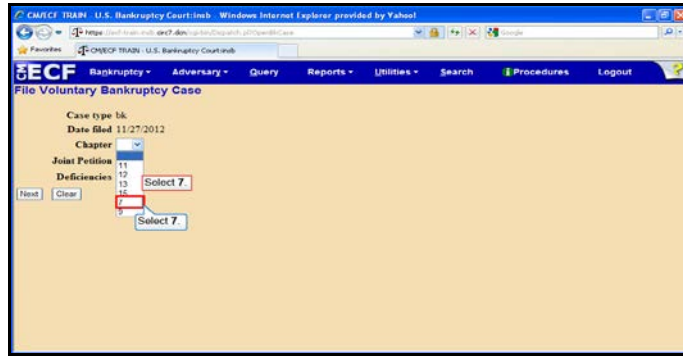 CM/ECF TRAIN - U.S. Bankruptcy Court:insb - Windows Internet Explorer provided by Yahoo!
Google
Favorites CM/ECF TRAIN - U.S. Bankruptcy Court:insb
ECF Bankruptcy Adversary Query Reports Utilities Search Procedures Logout
File Voluntary Bankruptcy Case
Case type bk
Date filed 11/27/2012
Chapter
Joint Petition
11
Deficiencies
12
13
Select 7.
Next Clear
15
7
9
Select 7.